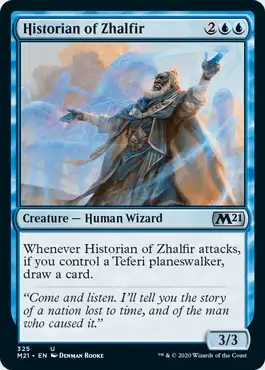 Historian of Zhalfir 2
Creature — Human Wizard M21
Whenever Historian of Zhalfir attacks,
if you control a Teferi planeswalker,
draw a card.
“Come and listen. I’ll tell you the story
of a nation lost to time, and of the man
who caused it.”
3/3
325 U
M21 • EN DENMAN ROOKE ™ & © 2020 Wizards of the Coast